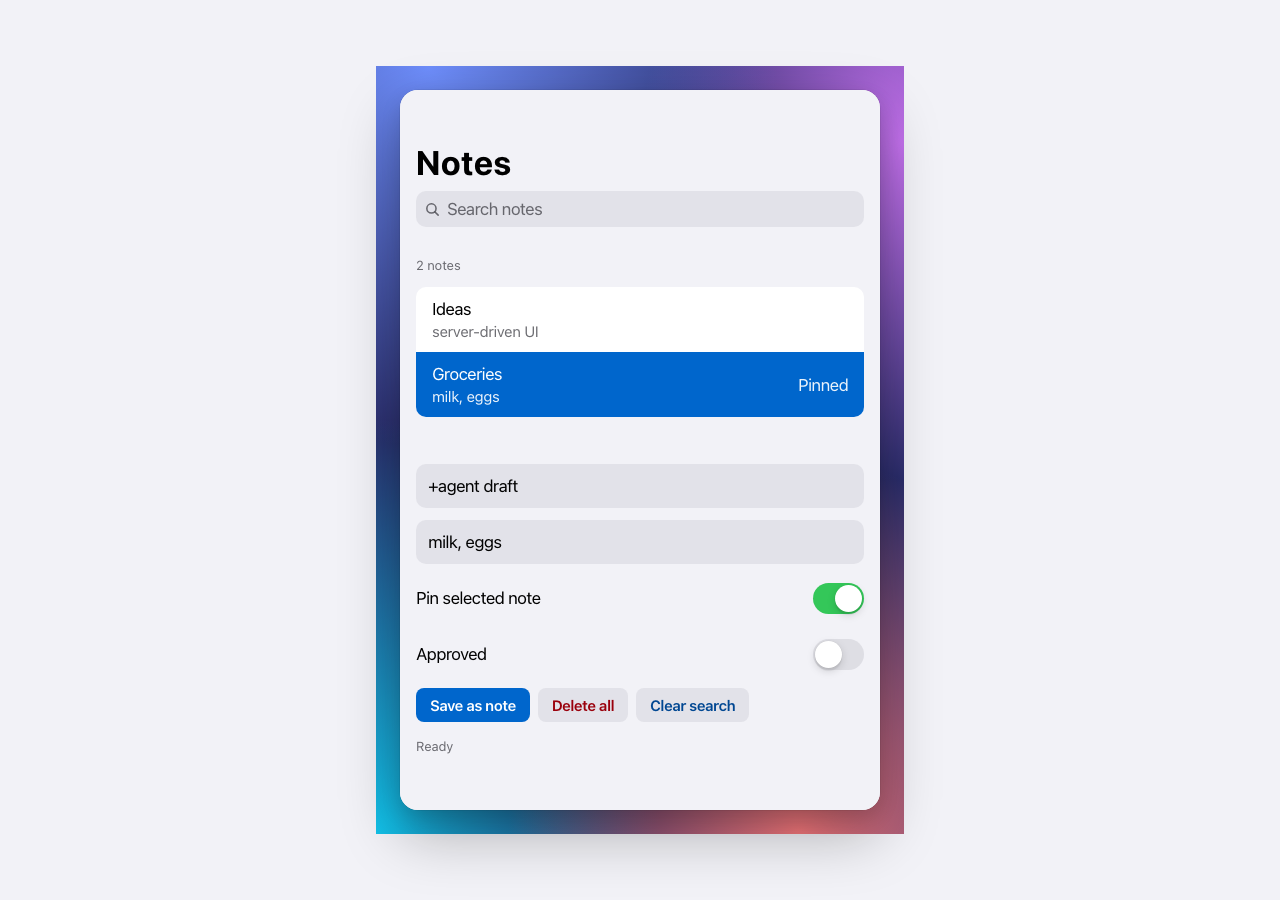 Notes
Search notes
2 notes
Ideas
server-driven UI
Groceries
Pinned
milk, eggs
+agent draft
milk, eggs
Pin selected note
Approved
Save as note
Delete all
Clear search
Ready